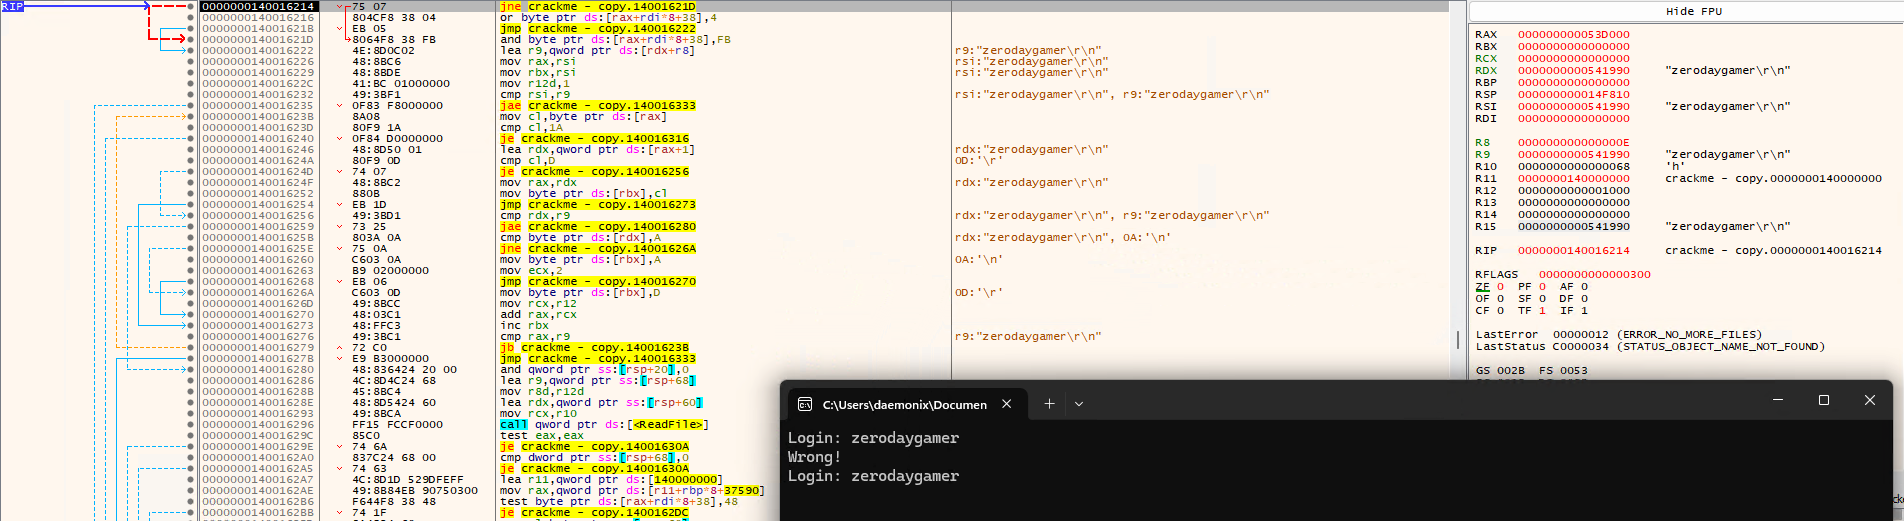 RIP
0000000140016214 75 07 jne crackme - copy.14001621D
0000000140016216 804CF8 38 04 or byte ptr ds:[rax+rdi*8+38],4
000000014001621B EB 05 jmp crackme - copy.140016222
000000014001621D 8064F8 38 FB and byte ptr ds:[rax+rdi*8+38],FB
0000000140016222 4E:8D0C02 lea r9,qword ptr ds:[rdx+r8] r9:"zerodaygamer\r\n"
0000000140016226 48:8BC6 mov rax,rsi rsi:"zerodaygamer\r\n"
0000000140016229 48:8BDE mov rbx,rsi rsi:"zerodaygamer\r\n"
000000014001622C 41:BC 01000000 mov r12d,1
0000000140016232 49:3BF1 cmp rsi,r9 rsi:"zerodaygamer\r\n", r9:"zerodaygamer\r\n"
0000000140016235 0F83 F8000000 jae crackme - copy.140016333
000000014001623B 8A08 mov cl,byte ptr ds:[rax]
000000014001623D 80F9 1A cmp cl,1A
0000000140016240 0F84 D0000000 je crackme - copy.140016316
0000000140016246 48:8D50 01 lea rdx,qword ptr ds:[rax+1] rdx:"zerodaygamer\r\n"
000000014001624A 80F9 0D cmp cl,D 0D:'\r'
000000014001624D 74 07 je crackme - copy.140016256
000000014001624F 48:8BC2 mov rax,rdx rdx:"zerodaygamer\r\n"
0000000140016252 880B mov byte ptr ds:[rbx],cl
0000000140016254 EB 1D jmp crackme - copy.140016273
0000000140016256 49:3BD1 cmp rdx,r9 rdx:"zerodaygamer\r\n", r9:"zerodaygamer\r\n"
0000000140016259 73 25 jae crackme - copy.140016280
000000014001625B 803A 0A cmp byte ptr ds:[rdx],A rdx:"zerodaygamer\r\n", 0A:'\n'
000000014001625E 75 0A jne crackme - copy.14001626A
0000000140016260 C603 0A mov byte ptr ds:[rbx],A 0A:'\n'
0000000140016263 B9 02000000 mov ecx,2
0000000140016268 EB 06 jmp crackme - copy.140016270
000000014001626A C603 0D mov byte ptr ds:[rbx],D 0D:'\r'
000000014001626D 49:8BCC mov rcx,r12
0000000140016270 48:03C1 add rax,rcx
0000000140016273 48:FFC3 inc rbx
0000000140016276 49:3BC1 cmp rax,r9 r9:"zerodaygamer\r\n"
0000000140016279 72 C0 jb crackme - copy.14001623B
000000014001627B E9 B3000000 jmp crackme - copy.140016333
0000000140016280 48:836424 20 00 and qword ptr ss:[rsp+20],0
0000000140016286 4C:8D4C24 68 lea r9,qword ptr ss:[rsp+68]
000000014001628B 45:8BC4 mov r8d,r12d
000000014001628E 48:8D5424 60 lea rdx,qword ptr ss:[rsp+60]
0000000140016293 49:8BCA mov rcx,r10
0000000140016296 FF15 FCCF0000 call qword ptr ds:[<ReadFile>]
000000014001629C 85C0 test eax,eax
000000014001629E 74 6A je crackme - copy.14001630A
00000001400162A0 837C24 68 00 cmp dword ptr ss:[rsp+68],0
00000001400162A5 74 63 je crackme - copy.14001630A
00000001400162A7 4C:8D1D 529DFEFF lea r11,qword ptr ds:[140000000]
00000001400162AE 49:8B84EB 90750300 mov rax,qword ptr ds:[r11+rbp*8+37590]
00000001400162B6 F644F8 38 48 test byte ptr ds:[rax+rdi*8+38],48
00000001400162BB 74 1F je crackme - copy.1400162DC
Hide FPU
RAX 000000000053D000
RBX 0000000000000000
RCX 0000000000000000
RDX 0000000000541990 "zerodaygamer\r\n"
RBP 0000000000000000
RSP 000000000014F810
RSI 0000000000541990 "zerodaygamer\r\n"
RDI 0000000000000000
R8 000000000000000E
R9 0000000000541990 "zerodaygamer\r\n"
R10 0000000000000068 'h'
R11 0000000140000000 crackme - copy.0000000140000000
R12 0000000000001000
R13 0000000000000000
R14 0000000000000000
R15 0000000000541990 "zerodaygamer\r\n"
RIP 0000000140016214 crackme - copy.0000000140016214
RFLAGS 0000000000000300
ZF 0 PF 0 AF 0
OF 0 SF 0 DF 0
CF 0 TF 1 IF 1
LastError 00000012 (ERROR_NO_MORE_FILES)
LastStatus C0000034 (STATUS_OBJECT_NAME_NOT_FOUND)
GS 002B FS 0053
C:\Users\daemonix\Documen
Login: zerodaygamer
Wrong!
Login: zerodaygamer